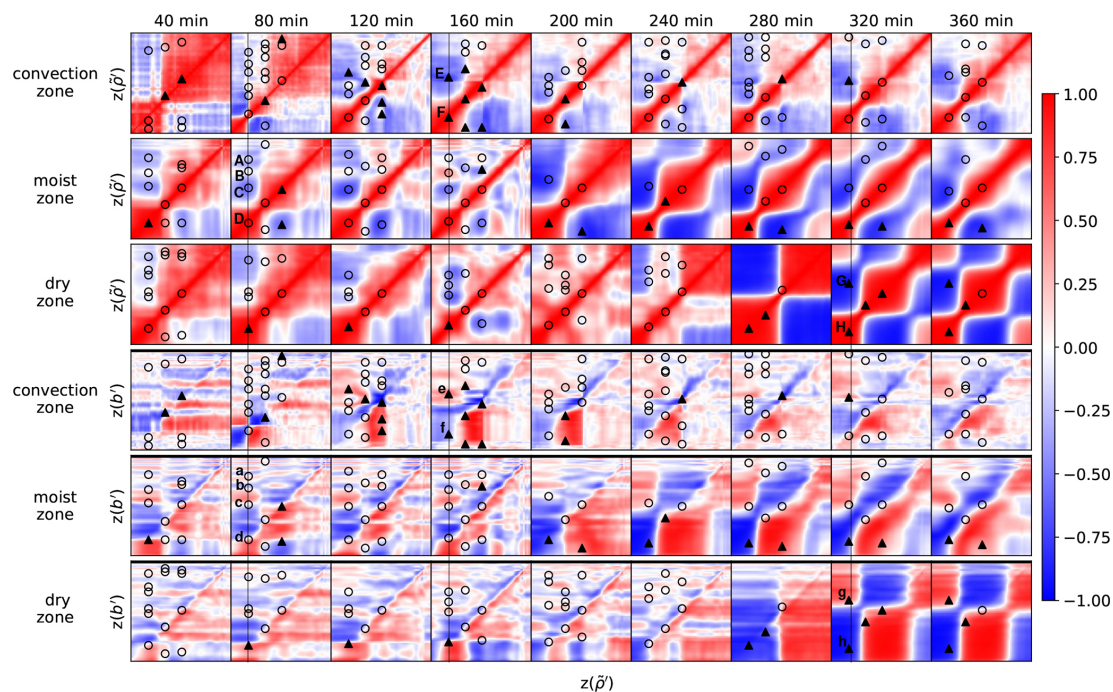 40 min 80 min 120 min 160 min 200 min 240 min 280 min 320 min 360 min
convection
zone
z(ρ̃′)
E
F
moist
zone
z(ρ̃′)
A
B
C
D
dry
zone
z(ρ̃′)
G
H
convection
zone
z(b′)
e
f
moist
zone
z(b′)
a
b
c
d
dry
zone
z(b′)
g
h
z(ρ̃′)
1.00
0.75
0.50
0.25
0.00
−0.25
−0.50
−0.75
−1.00